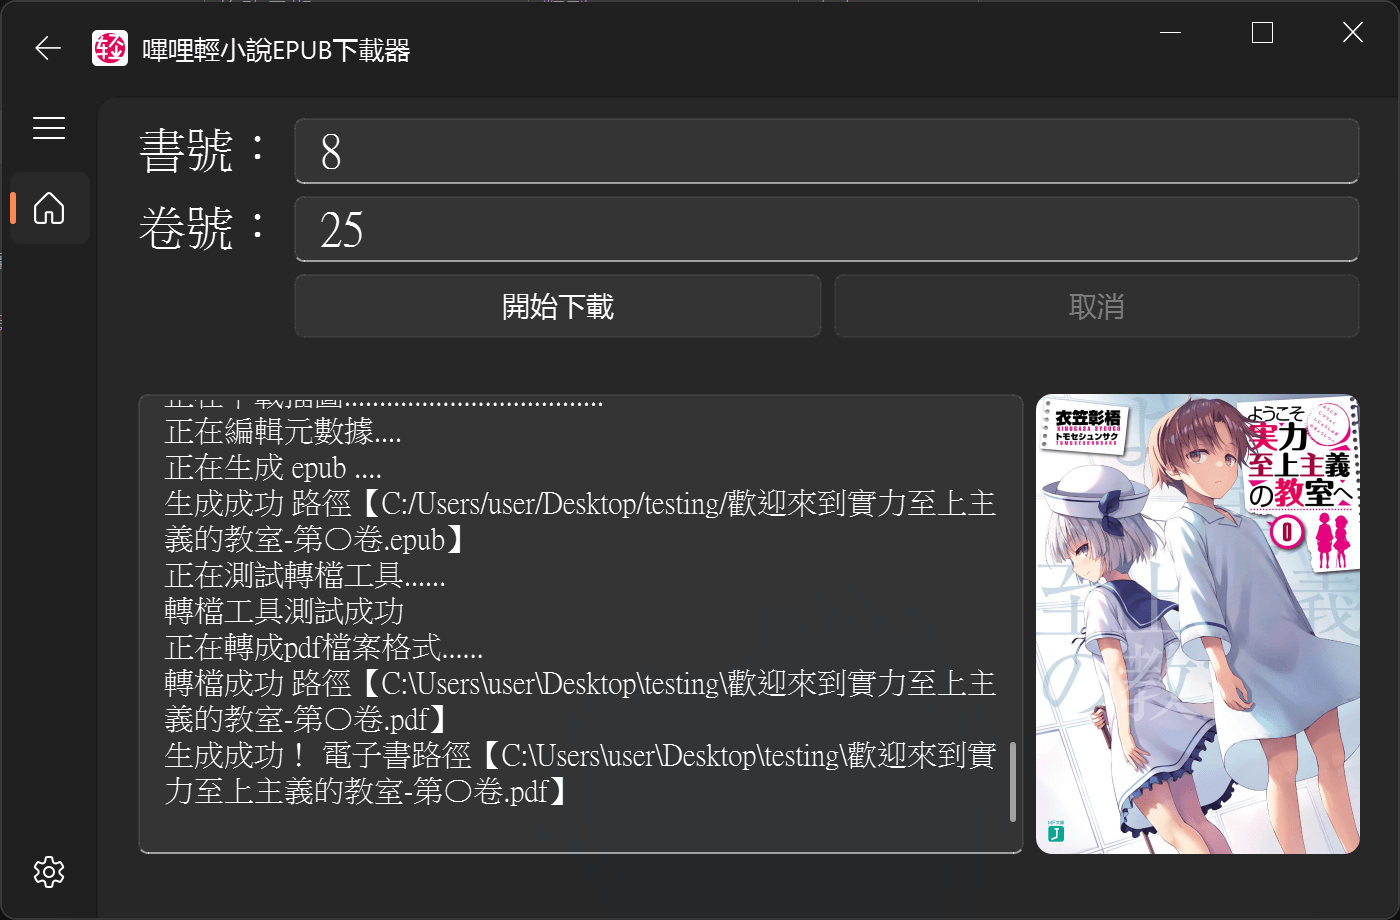 嗶哩輕小說EPUB下載器
書號：
8
卷號：
25
開始下載
取消
正在下載插圖.....................................
正在編輯元數據....
正在生成 epub ....
生成成功 路徑【C:/Users/user/Desktop/testing/歡迎來到實力至上主
義的教室-第〇卷.epub】
正在測試轉檔工具......
轉檔工具測試成功
正在轉成pdf檔案格式......
轉檔成功 路徑【C:\Users\user\Desktop\testing\歡迎來到實力至上主
義的教室-第〇卷.pdf】
生成成功！ 電子書路徑【C:\Users\user\Desktop\testing\歡迎來到實
力至上主義的教室-第〇卷.pdf】
衣笠彰梧
KINUGASA SYOUGO
トモセシュンサク
TOMOSESHUNSAKU
ようこそ
実力
至上主義
の教室へ
0
MF文庫
J